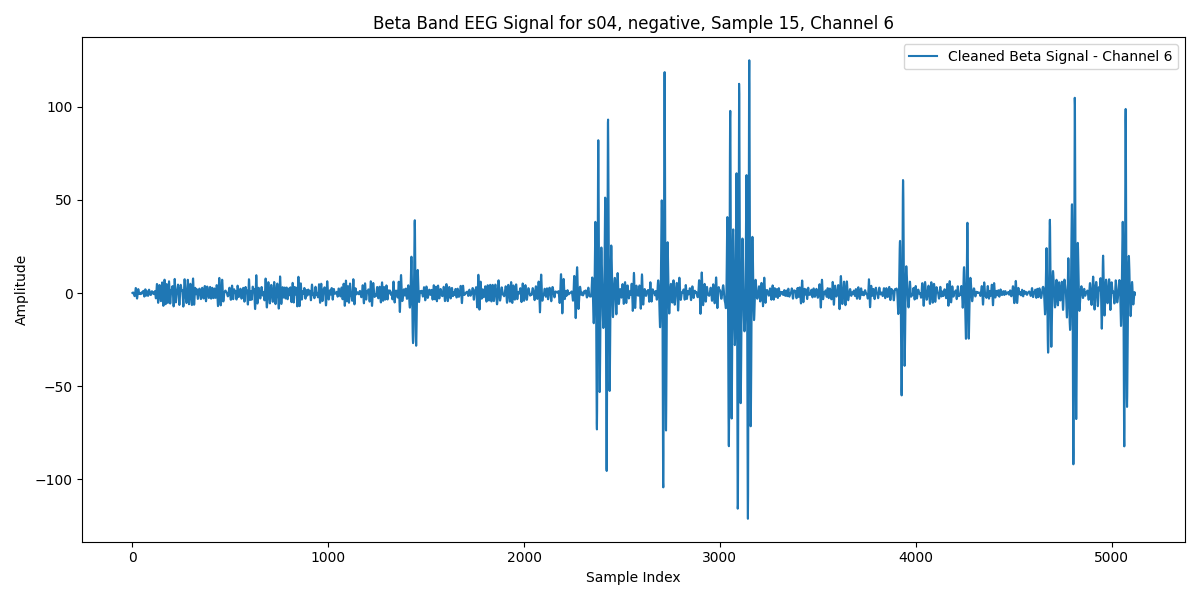 Beta Band EEG Signal for s04, negative, Sample 15, Channel 6
Cleaned Beta Signal - Channel 6
Amplitude
100
50
0
−50
−100
0 1000 2000 3000 4000 5000
Sample Index